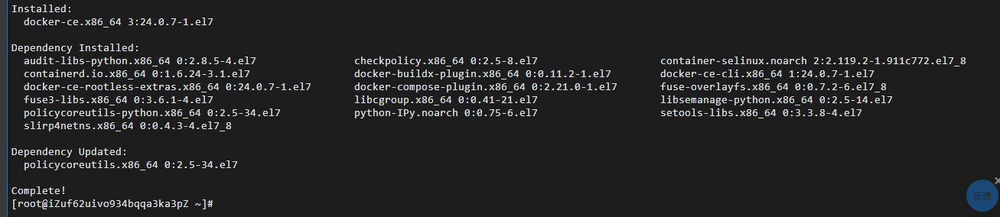 Installed:
docker-ce.x86_64 3:24.0.7-1.el7
Dependency Installed:
audit-libs-python.x86_64 0:2.8.5-4.el7 checkpolicy.x86_64 0:2.5-8.el7 container-selinux.noarch 2:2.119.2-1.911c772.el7_8
containerd.io.x86_64 0:1.6.24-3.1.el7 docker-buildx-plugin.x86_64 0:0.11.2-1.el7 docker-ce-cli.x86_64 1:24.0.7-1.el7
docker-ce-rootless-extras.x86_64 0:24.0.7-1.el7 docker-compose-plugin.x86_64 0:2.21.0-1.el7 fuse-overlayfs.x86_64 0:0.7.2-6.el7_8
fuse3-libs.x86_64 0:3.6.1-4.el7 libcgroup.x86_64 0:0.41-21.el7 libsemanage-python.x86_64 0:2.5-14.el7
policycoreutils-python.x86_64 0:2.5-34.el7 python-IPy.noarch 0:0.75-6.el7 setools-libs.x86_64 0:3.3.8-4.el7
slirp4netns.x86_64 0:0.4.3-4.el7_8
Dependency Updated:
policycoreutils.x86_64 0:2.5-34.el7
Complete!
[root@iZuf62uivo934bqqa3ka3pZ ~]#
反馈